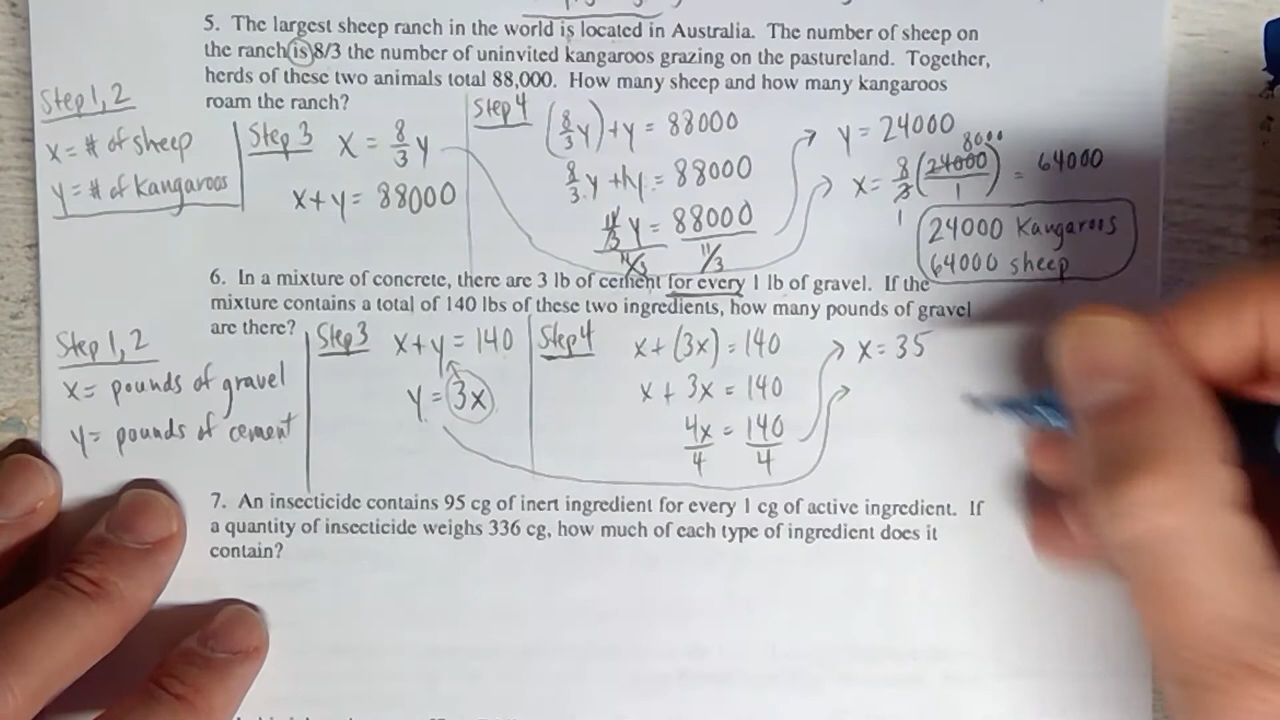 5. The largest sheep ranch in the world is located in Australia. The number of sheep on
the ranch is 8/3 the number of uninvited kangaroos grazing on the pastureland. Together,
herds of these two animals total 88,000. How many sheep and how many kangaroos
roam the ranch?
Step 1, 2
x = # of sheep
y = # of kangaroos
Step 3
x = 8/3 y
x + y = 88000
Step 4
(8/3 y) + y = 88000
8/3 y + 1y = 88000
11/3 y = 88000
11/3 11/3
y = 24000
8000
x = 8/3 (24000/1) = 64000
1
24000 Kangaroos
64000 sheep
6. In a mixture of concrete, there are 3 lb of cement for every 1 lb of gravel. If the
mixture contains a total of 140 lbs of these two ingredients, how many pounds of gravel
are there?
Step 1, 2
x = pounds of gravel
y = pounds of cement
Step 3
x + y = 140
y = 3x
Step 4
x + (3x) = 140
x + 3x = 140
4x = 140
4 4
x = 35
7. An insecticide contains 95 cg of inert ingredient for every 1 cg of active ingredient. If
a quantity of insecticide weighs 336 cg, how much of each type of ingredient does it
contain?